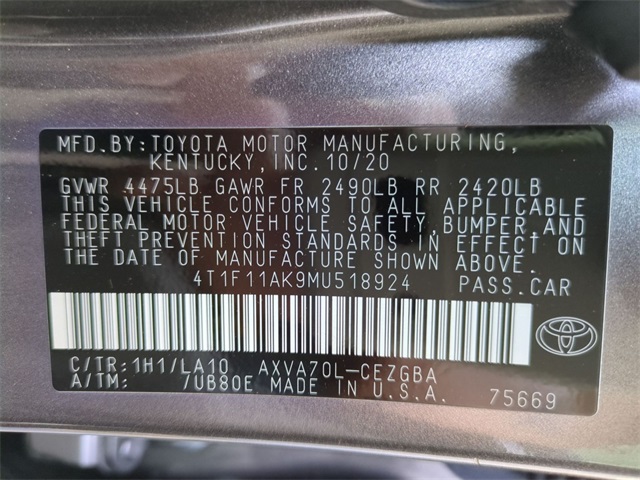 MFD.BY:TOYOTA MOTOR MANUFACTURING,
KENTUCKY,INC.10/20
GVWR 4475LB GAWR FR 2490LB RR 2420LB
THIS VEHICLE CONFORMS TO ALL APPLICABLE
FEDERAL MOTOR VEHICLE SAFETY,BUMPER,AND
THEFT PREVENTION STANDARDS IN EFFECT ON
THE DATE OF MANUFACTURE SHOWN ABOVE.
4T1F11AK9MU518924 PASS.CAR
C/TR:1H1/LA10 AXVA70L-CEZGBA
A/TM: /UB80E MADE IN U.S.A. 75669